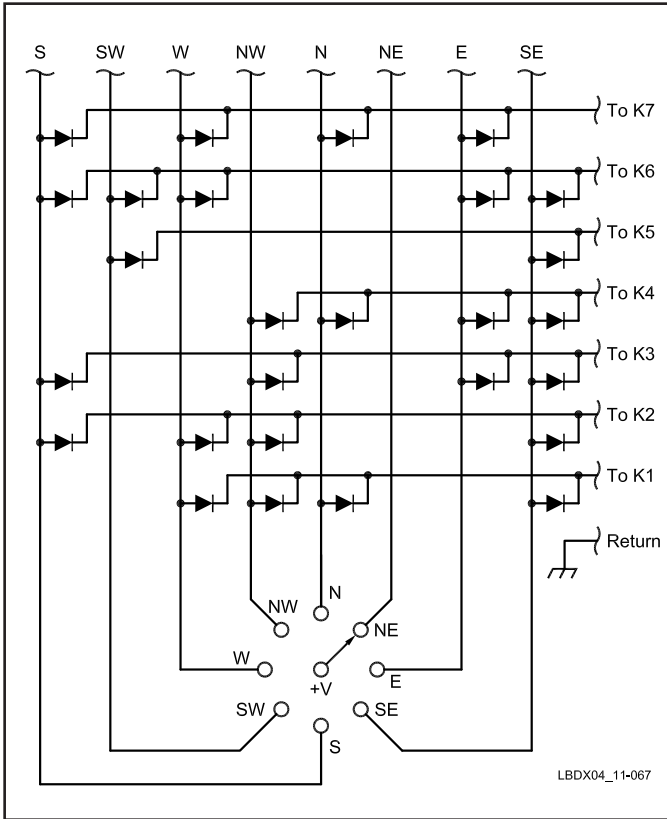 S SW W NW N NE E SE
To K7
To K6
To K5
To K4
To K3
To K2
To K1
Return
N
NW NE
W E
+V
SW SE
S
LBDX04_11-067